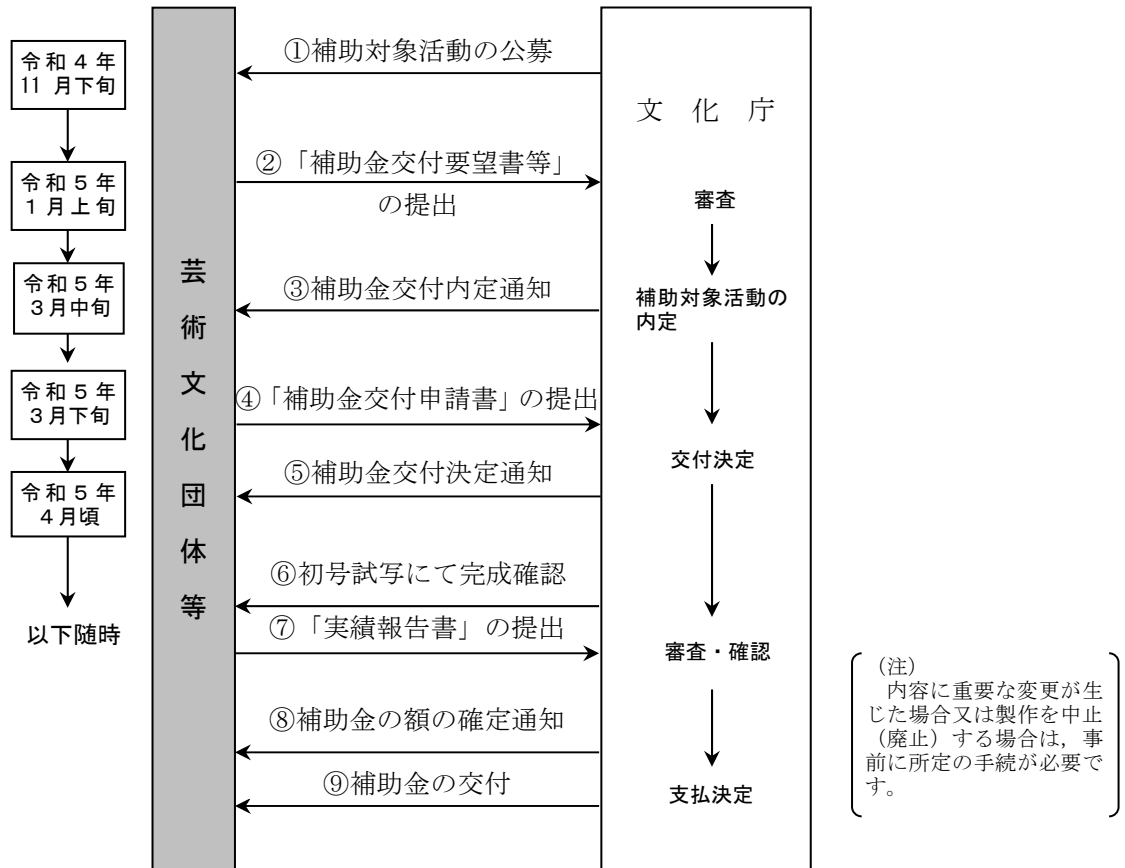 令和４年
11 月下旬
令和５年
１月上旬
令和５年
３月中旬
令和５年
３月下旬
令和５年
４月頃
以下随時
芸術文化団体等
①補助対象活動の公募
②「補助金交付要望書等」
の提出
③補助金交付内定通知
④「補助金交付申請書」の提出
⑤補助金交付決定通知
⑥初号試写にて完成確認
⑦「実績報告書」の提出
⑧補助金の額の確定通知
⑨補助金の交付
文　化　庁
審査
補助対象活動の
内定
交付決定
審査・確認
支払決定
（注）
　内容に重要な変更が生
じた場合又は製作を中止
（廃止）する場合は，事
前に所定の手続が必要で
す。